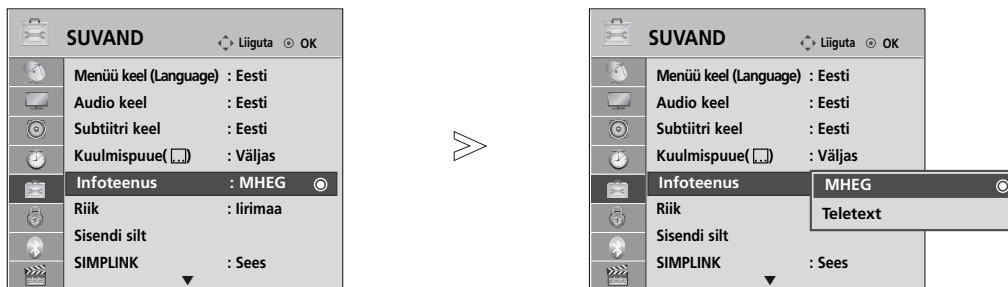 SUVAND
Liiguta OK
Menüü keel (Language) : Eesti
Audio keel : Eesti
Subtiitri keel : Eesti
Kuulmispuue( ) : Väljas
Infoteenus : MHEG
Riik : Iirimaa
Sisendi silt
SIMPLINK : Sees
SUVAND
Liiguta OK
Menüü keel (Language) : Eesti
Audio keel : Eesti
Subtiitri keel : Eesti
Kuulmispuue( ) : Väljas
Infoteenus
MHEG
Teletext
Riik
Sisendi silt
SIMPLINK : Sees